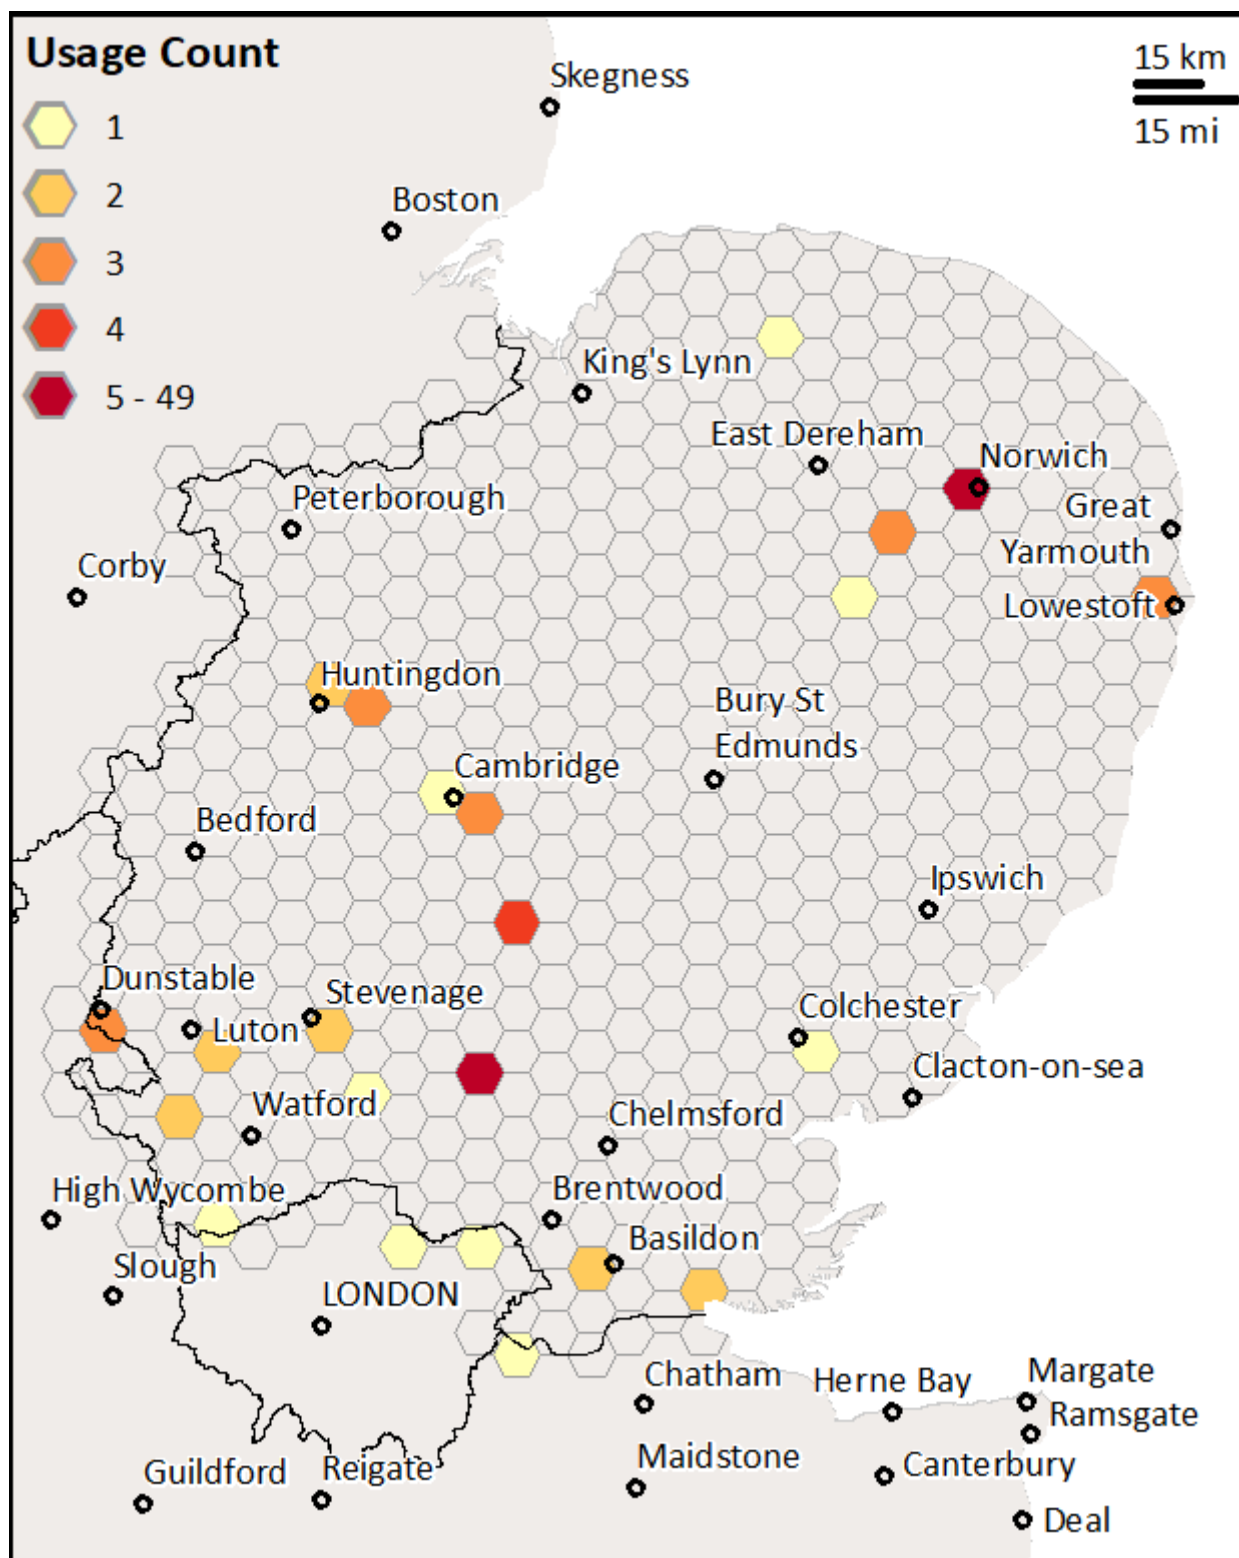 Usage Count
1
2
3
4
5 - 49
15 km
15 mi
Skegness
Boston
King's Lynn
East Dereham
Norwich
Great
Yarmouth
Peterborough
Corby
Lowestoft
Huntingdon
Bury St
Edmunds
Cambridge
Bedford
Ipswich
Dunstable
Stevenage
Luton
Colchester
Clacton-on-sea
Watford
Chelmsford
High Wycombe
Brentwood
Basildon
Slough
LONDON
Chatham
Herne Bay
Margate
Ramsgate
Guildford
Reigate
Maidstone
Canterbury
Deal